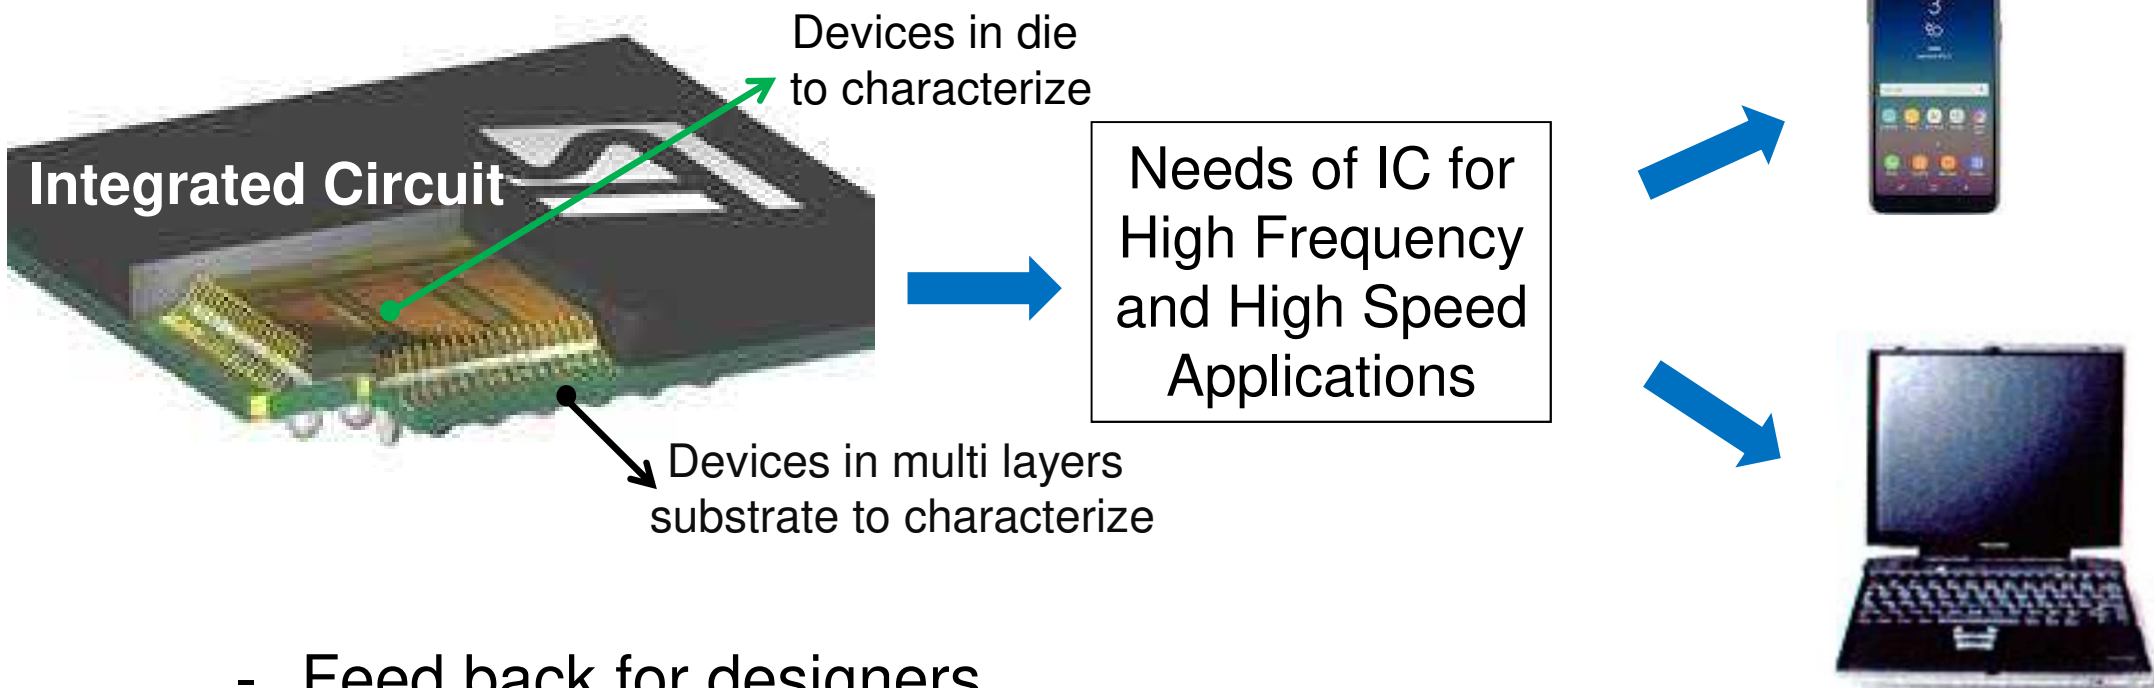 Devices in die
to characterize
Integrated Circuit
Needs of IC for
High Frequency
and High Speed
Applications
Devices in multi layers
substrate to characterize
- Feed back for designers